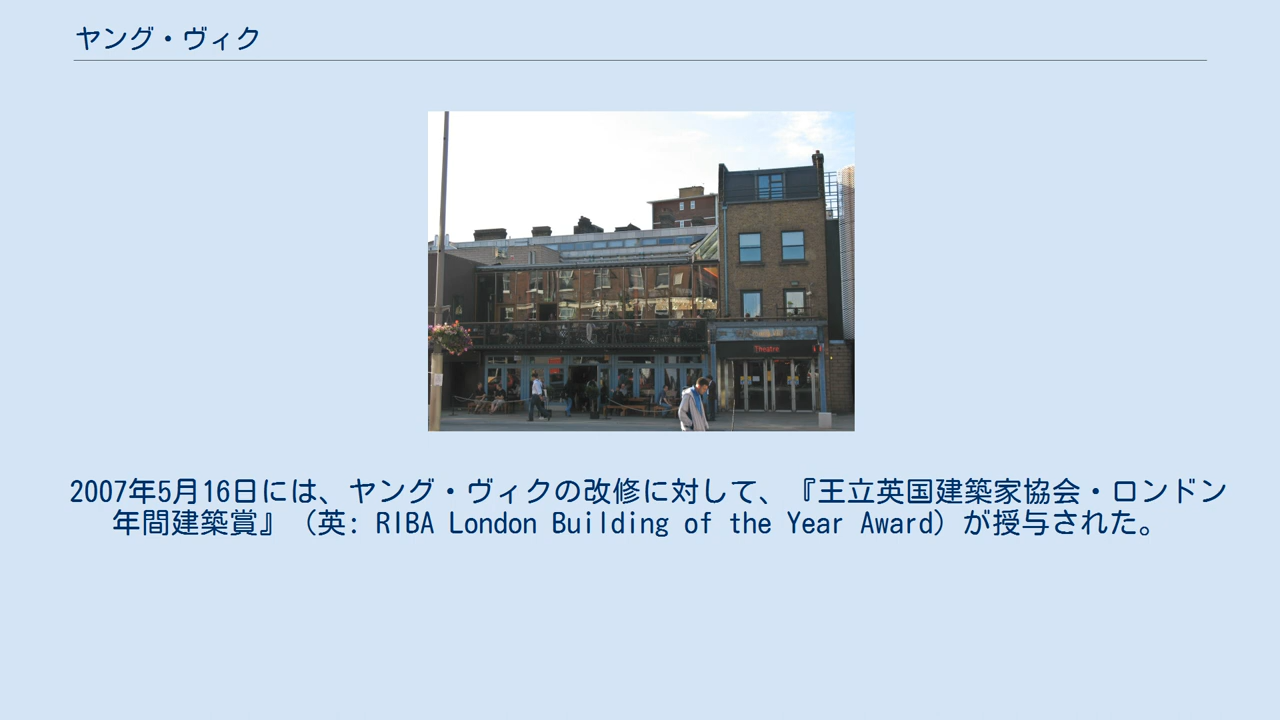 ヤング・ヴィク
Theatre
2007年5月16日には、ヤング・ヴィクの改修に対して、『王立英国建築家協会・ロンドン
年間建築賞』（英: RIBA London Building of the Year Award）が授与された。